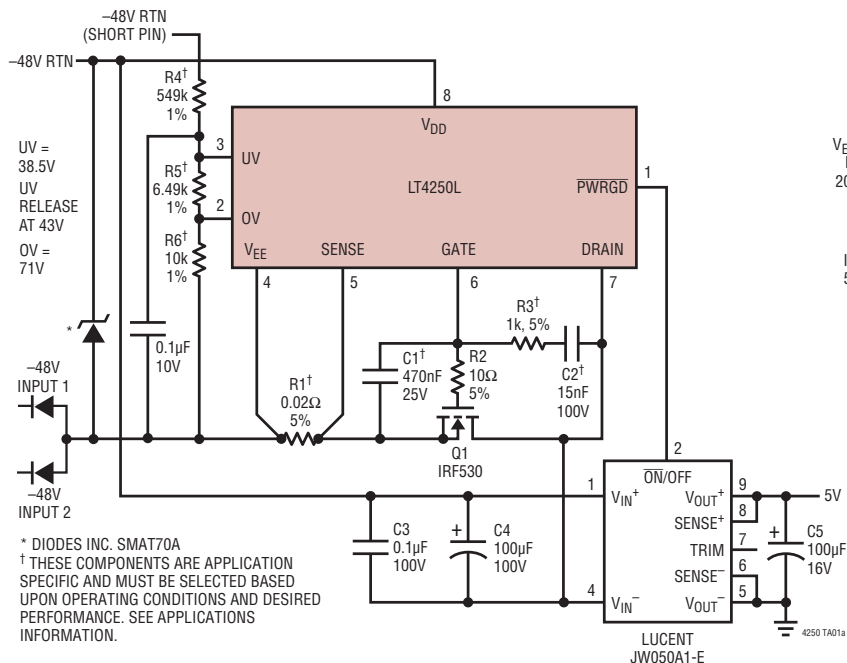 –48V RTN
(SHORT PIN)
–48V RTN
R4†
549k
1%
8
VDD
UV =
38.5V
UV
RELEASE
AT 43V
OV =
71V
3
UV
R5†
6.49k
1%
2
OV
R6†
10k
1%
LT4250L
PWRGD
1
VEE
SENSE
GATE
DRAIN
4
5
6
7
*
0.1µF
10V
R3†
1k, 5%
C1†
470nF
25V
R2
10Ω
5%
C2†
15nF
100V
–48V
INPUT 1
R1†
0.02Ω
5%
Q1
IRF530
–48V
INPUT 2
2
ON/OFF
1
VIN+
VOUT+
9
5V
SENSE+
8
TRIM
7
SENSE–
6
4
VIN–
VOUT–
5
C3
0.1µF
100V
+
C4
100µF
100V
+
C5
100µF
16V
LUCENT
JW050A1-E
4250 TA01a
* DIODES INC. SMAT70A
† THESE COMPONENTS ARE APPLICATION
SPECIFIC AND MUST BE SELECTED BASED
UPON OPERATING CONDITIONS AND DESIRED
PERFORMANCE. SEE APPLICATIONS
INFORMATION.